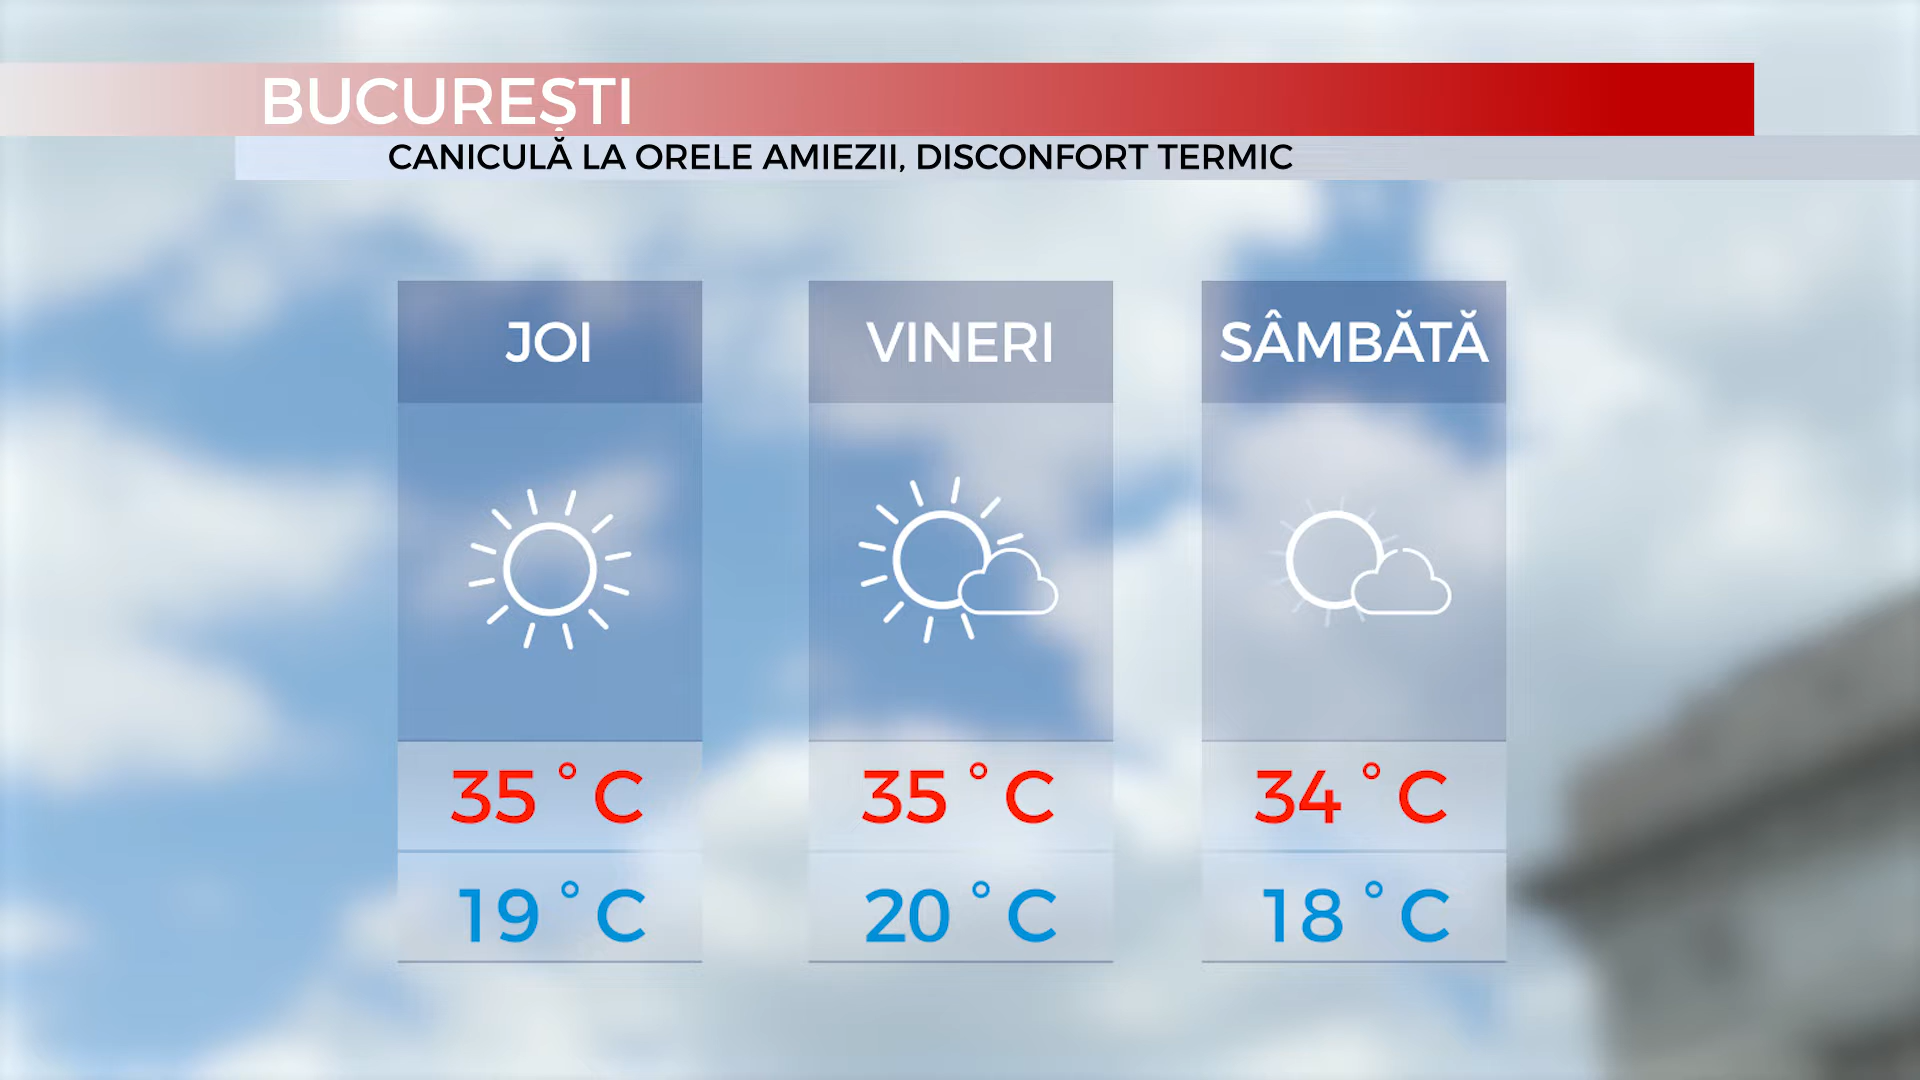 BUCUREȘTI
CANICULĂ LA ORELE AMIEZII, DISCONFORT TERMIC
JOI
VINERI
SÂMBĂTĂ
35°C
35°C
34°C
19°C
20°C
18°C